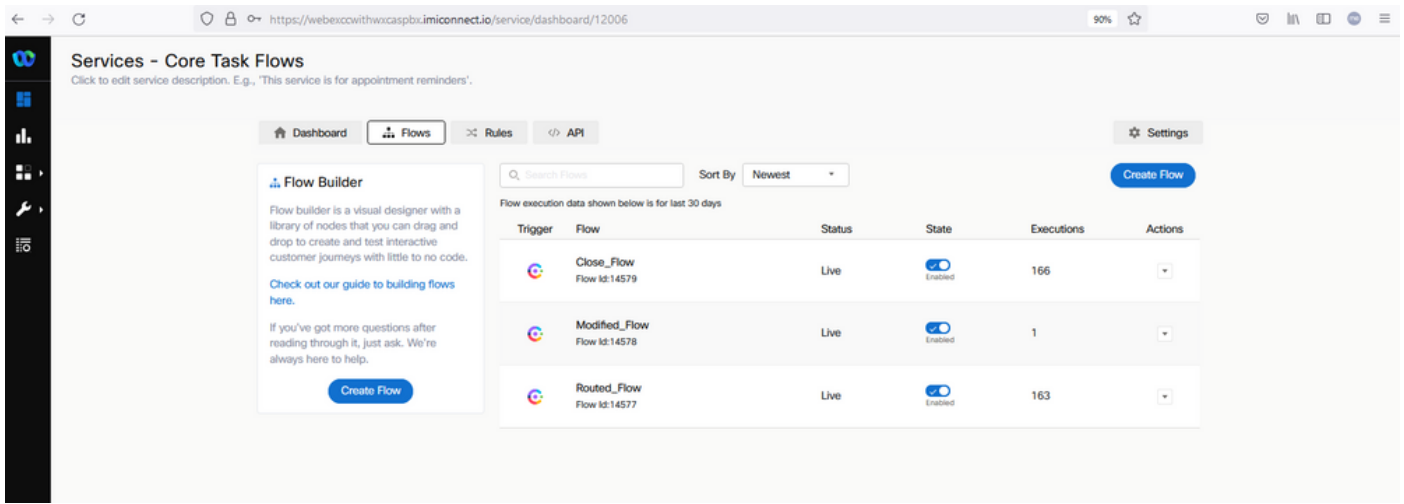 https://webexccwithwxcaspbx.imiconnect.io/service/dashboard/12006
90%
Services - Core Task Flows
Click to edit service description. E.g., 'This service is for appointment reminders'.
Dashboard
Flows
Rules
</> API
Settings
Flow Builder
Flow builder is a visual designer with a
library of nodes that you can drag and
drop to create and test interactive
customer journeys with little to no code.
Check out our guide to building flows
here.
If you've got more questions after
reading through it, just ask. We're
always here to help.
Create Flow
Search Flows
Sort By
Newest
Create Flow
Flow execution data shown below is for last 30 days
Trigger Flow Status State Executions Actions
Close_Flow
Flow Id:14579
Live
Enabled
166
Modified_Flow
Flow Id:14578
Live
Enabled
1
Routed_Flow
Flow Id:14577
Live
Enabled
163